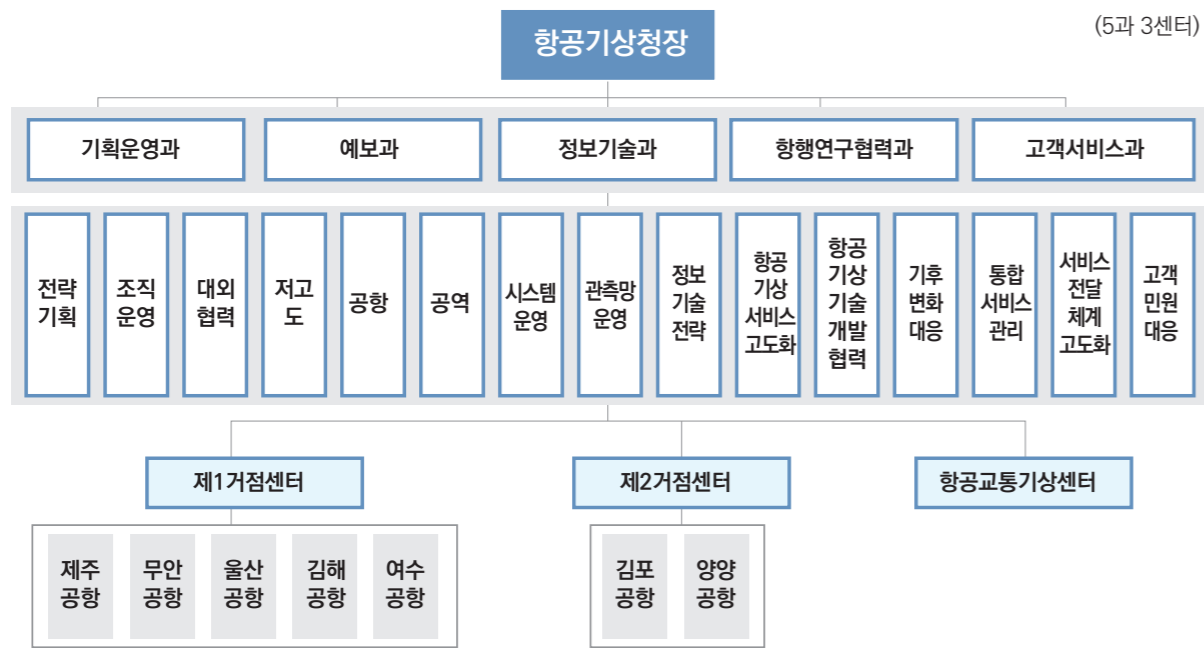 (5과 3센터)
항공기상청장
기획운영과
예보과
정보기술과
항행연구협력과
고객서비스과
전략
기획
조직
운영
대외
협력
저고
도
공항
공역
시스템
운영
관측망
운영
정보
기술
전략
항공
기상
서비스
고도화
항공
기상
기술
개발
협력
기후
변화
대응
통합
서비스
관리
서비스
전달
체계
고도화
고객
민원
대응
제1거점센터
제2거점센터
항공교통기상센터
제주
공항
무안
공항
울산
공항
김해
공항
여수
공항
김포
공항
양양
공항